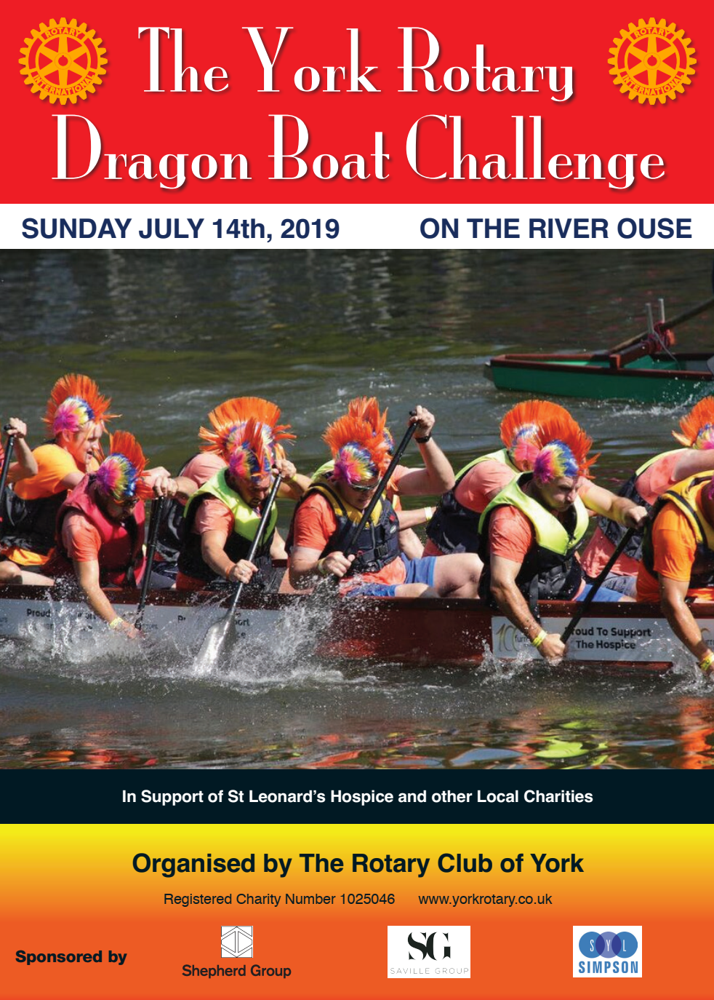 ROTARY
INTERNATIONAL
The York Rotary
ROTARY
INTERNATIONAL
Dragon Boat Challenge
SUNDAY JULY 14th, 2019
ON THE RIVER OUSE
Proud
Proud To Support
The Hospice
In Support of St Leonard’s Hospice and other Local Charities
Organised by The Rotary Club of York
Registered Charity Number 1025046 www.yorkrotary.co.uk
Sponsored by
Shepherd Group
SG
SAVILLE GROUP
S Y L
SIMPSON